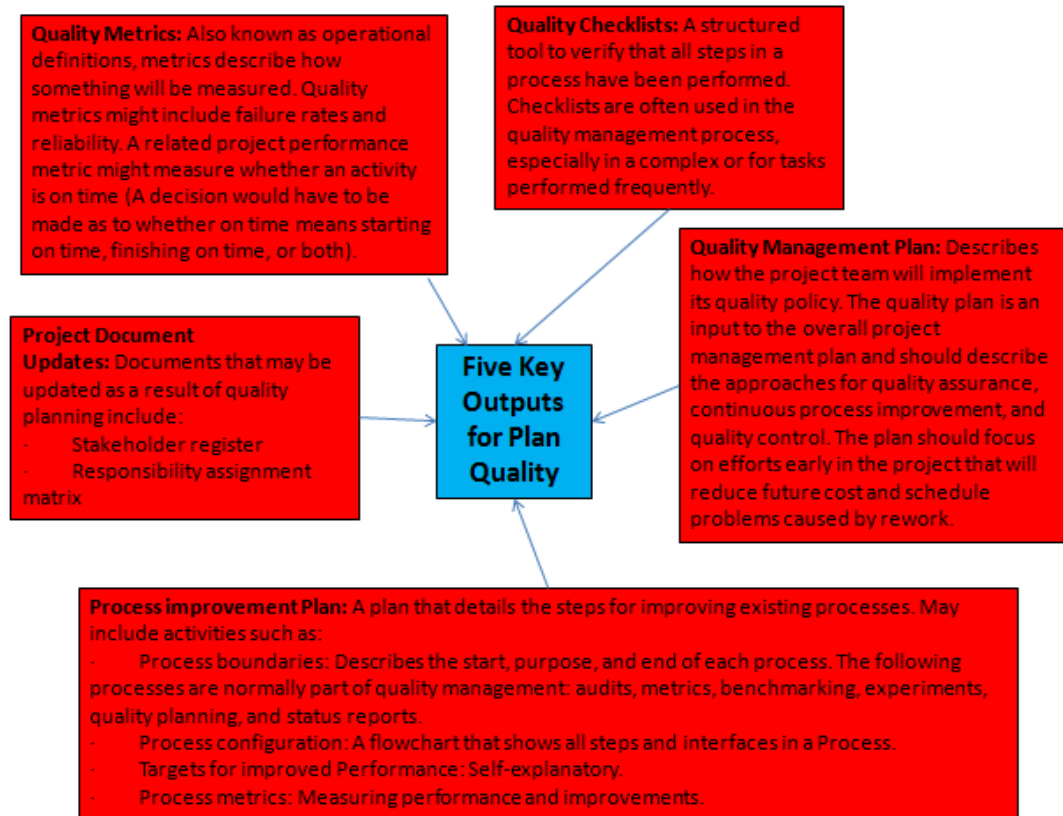 Quality Metrics: Also known as operational
definitions, metrics describe how
something will be measured. Quality
metrics might include failure rates and
reliability. A related project performance
metric might measure whether an activity
is on time (A decision would have to be
made as to whether on time means starting
on time, finishing on time, or both).
Quality Checklists: A structured
tool to verify that all steps in a
process have been performed.
Checklists are often used in the
quality management process,
especially in a complex or for tasks
performed frequently.
Project Document
Updates: Documents that may be
updated as a result of quality
planning include:
· Stakeholder register
· Responsibility assignment
matrix
Five Key
Outputs
for Plan
Quality
Quality Management Plan: Describes
how the project team will implement
its quality policy. The quality plan is an
input to the overall project
management plan and should describe
the approaches for quality assurance,
continuous process improvement, and
quality control. The plan should focus
on efforts early in the project that will
reduce future cost and schedule
problems caused by rework.
Process improvement Plan: A plan that details the steps for improving existing processes. May
include activities such as:
· Process boundaries: Describes the start, purpose, and end of each process. The following
processes are normally part of quality management: audits, metrics, benchmarking, experiments,
quality planning, and status reports.
· Process configuration: A flowchart that shows all steps and interfaces in a Process.
· Targets for improved Performance: Self-explanatory.
· Process metrics: Measuring performance and improvements.